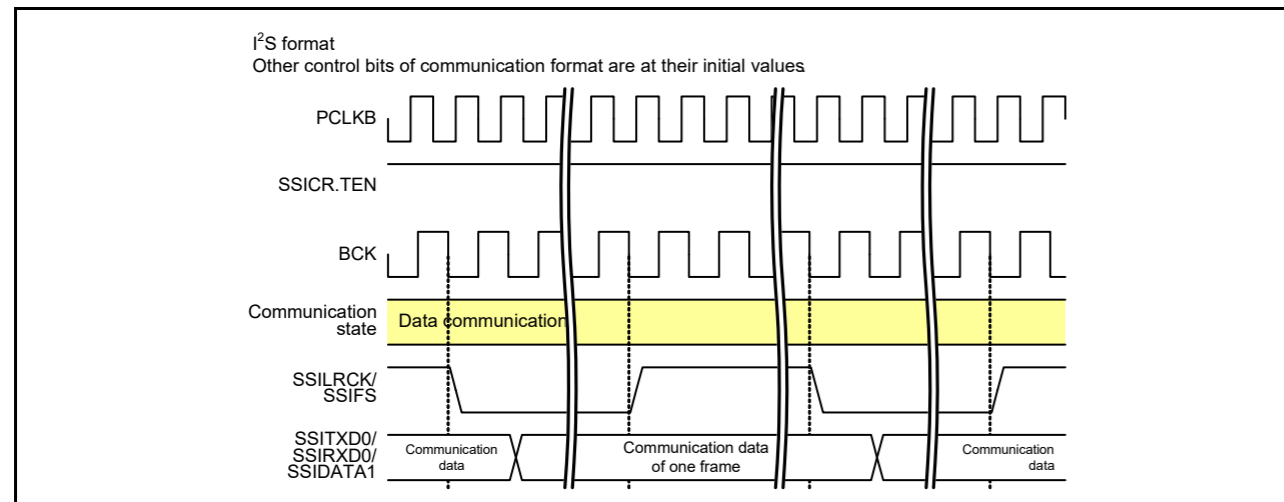 I²S format
Other control bits of communication format are at their initial values.
PCLKB
SSICR.TEN
BCK
Communication
state
Data communication
SSILRCK/
SSIFS
SSITXD0/
SSIRXD0/
SSIDATA1
Communication
data
Communication data
of one frame
Communication
data